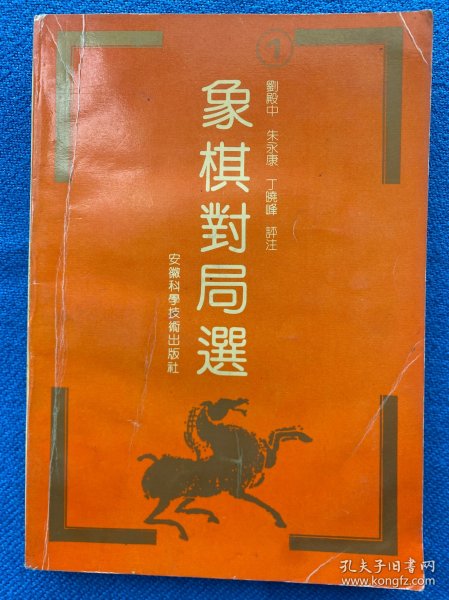 ①
劉殿中 朱永康 丁曉峰 評注
象棋對局選
安徽科學技術出版社
孔夫子旧书网
www.kongfz.com